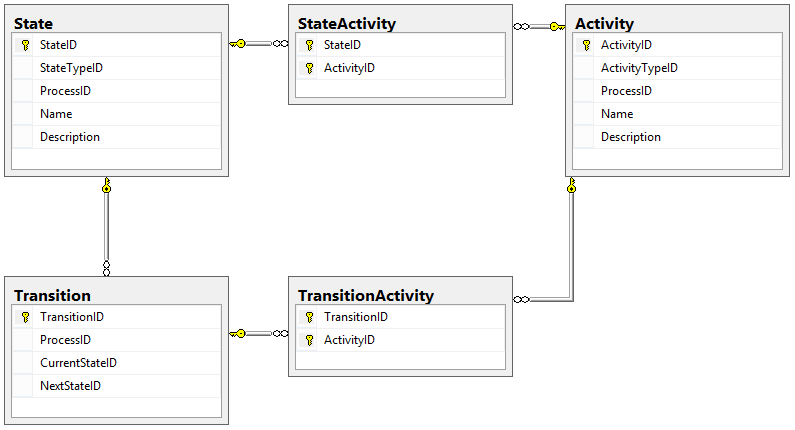 State
StateID
StateTypeID
ProcessID
Name
Description
StateActivity
StateID
ActivityID
Activity
ActivityID
ActivityTypeID
ProcessID
Name
Description
Transition
TransitionID
ProcessID
CurrentStateID
NextStateID
TransitionActivity
TransitionID
ActivityID